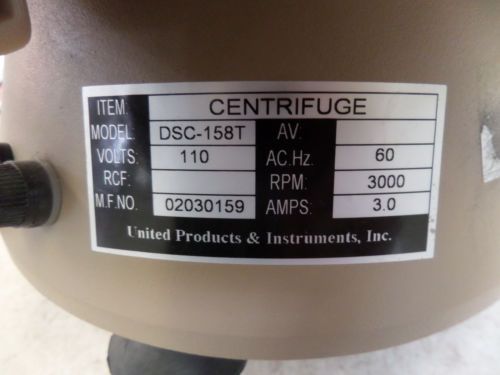 ITEM: CENTRIFUGE
MODEL: DSC-158T AV:
VOLTS: 110 AC.Hz. 60
RCF: RPM: 3000
M.F.NO. 02030159 AMPS: 3.0
United Products & Instruments, Inc.